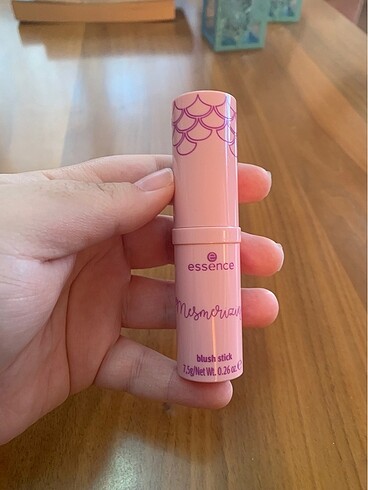 essence
Mesmerizin
blush stick
7,5g/Net Wt. 0.26 oz. e